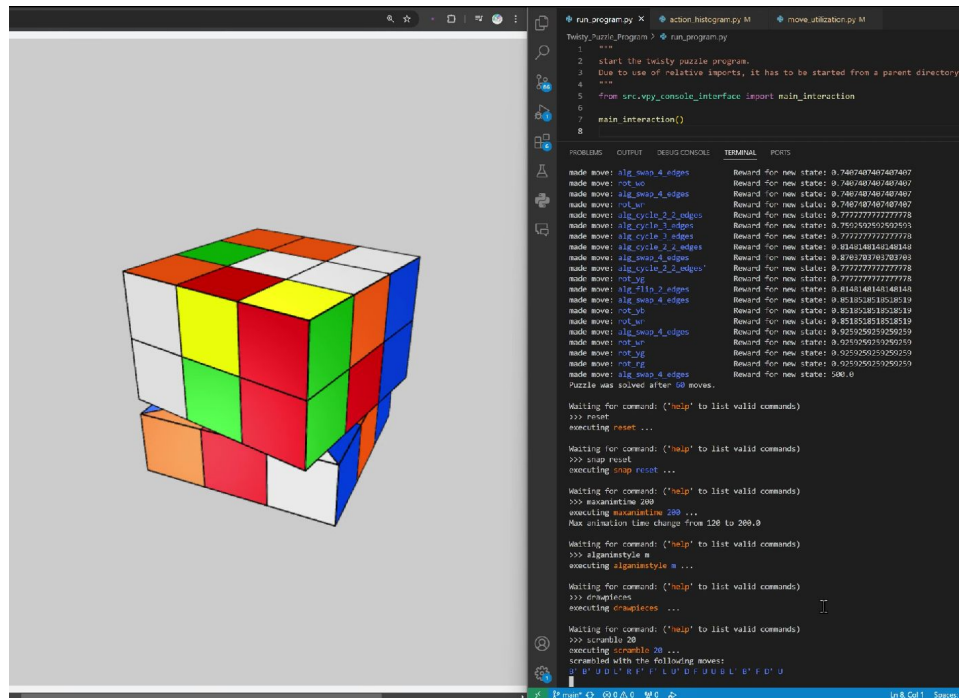 run_program.py
action_histogram.py M
move_utilization.py M
Twisty_Puzzle_Program > run_program.py
1 """
2 start the twisty puzzle program.
3 Due to use of relative imports, it has to be started from a parent directory
4 """
5 from src.vpy_console_interface import main_interaction
6
7 main_interaction()
8
PROBLEMS OUTPUT DEBUG CONSOLE TERMINAL PORTS
made move: alg_swap_4_edges Reward for new state: 0.7407407407407407
made move: rot_wo Reward for new state: 0.7407407407407407
made move: alg_swap_4_edges Reward for new state: 0.7407407407407407
made move: rot_wr Reward for new state: 0.7407407407407407
made move: alg_cycle_2_2_edges Reward for new state: 0.7777777777777778
made move: alg_cycle_3_edges Reward for new state: 0.7592592592592593
made move: alg_cycle_3_edges Reward for new state: 0.7777777777777778
made move: alg_cycle_2_2_edges Reward for new state: 0.8148148148148148
made move: alg_swap_4_edges Reward for new state: 0.8703703703703703
made move: alg_cycle_2_2_edges' Reward for new state: 0.7777777777777778
made move: rot_yg Reward for new state: 0.7777777777777778
made move: alg_flip_2_edges Reward for new state: 0.8148148148148148
made move: alg_swap_4_edges Reward for new state: 0.8518518518518519
made move: rot_yb Reward for new state: 0.8518518518518519
made move: rot_wr Reward for new state: 0.8518518518518519
made move: alg_swap_4_edges Reward for new state: 0.9259259259259259
made move: rot_wr Reward for new state: 0.9259259259259259
made move: rot_yg Reward for new state: 0.9259259259259259
made move: rot_rg Reward for new state: 0.9259259259259259
made move: alg_swap_4_edges Reward for new state: 500.0
Puzzle was solved after 60 moves.
Waiting for command: ('help' to list valid commands)
>>> reset
executing reset ...
Waiting for command: ('help' to list valid commands)
>>> snap reset
executing snap reset ...
Waiting for command: ('help' to list valid commands)
>>> maxanimtime 200
executing maxanimtime 200 ...
Max animation time change from 120 to 200.0
Waiting for command: ('help' to list valid commands)
>>> alganimstyle m
executing alganimstyle m ...
Waiting for command: ('help' to list valid commands)
>>> drawpieces
executing drawpieces ...
Waiting for command: ('help' to list valid commands)
>>> scramble 20
executing scramble 20 ...
scrambled with the following moves:
B' B' U D L' R F' F' L U' D F U U B L' B' F D' U
main*
0 0 0
Ln 8, Col 1 Spaces: